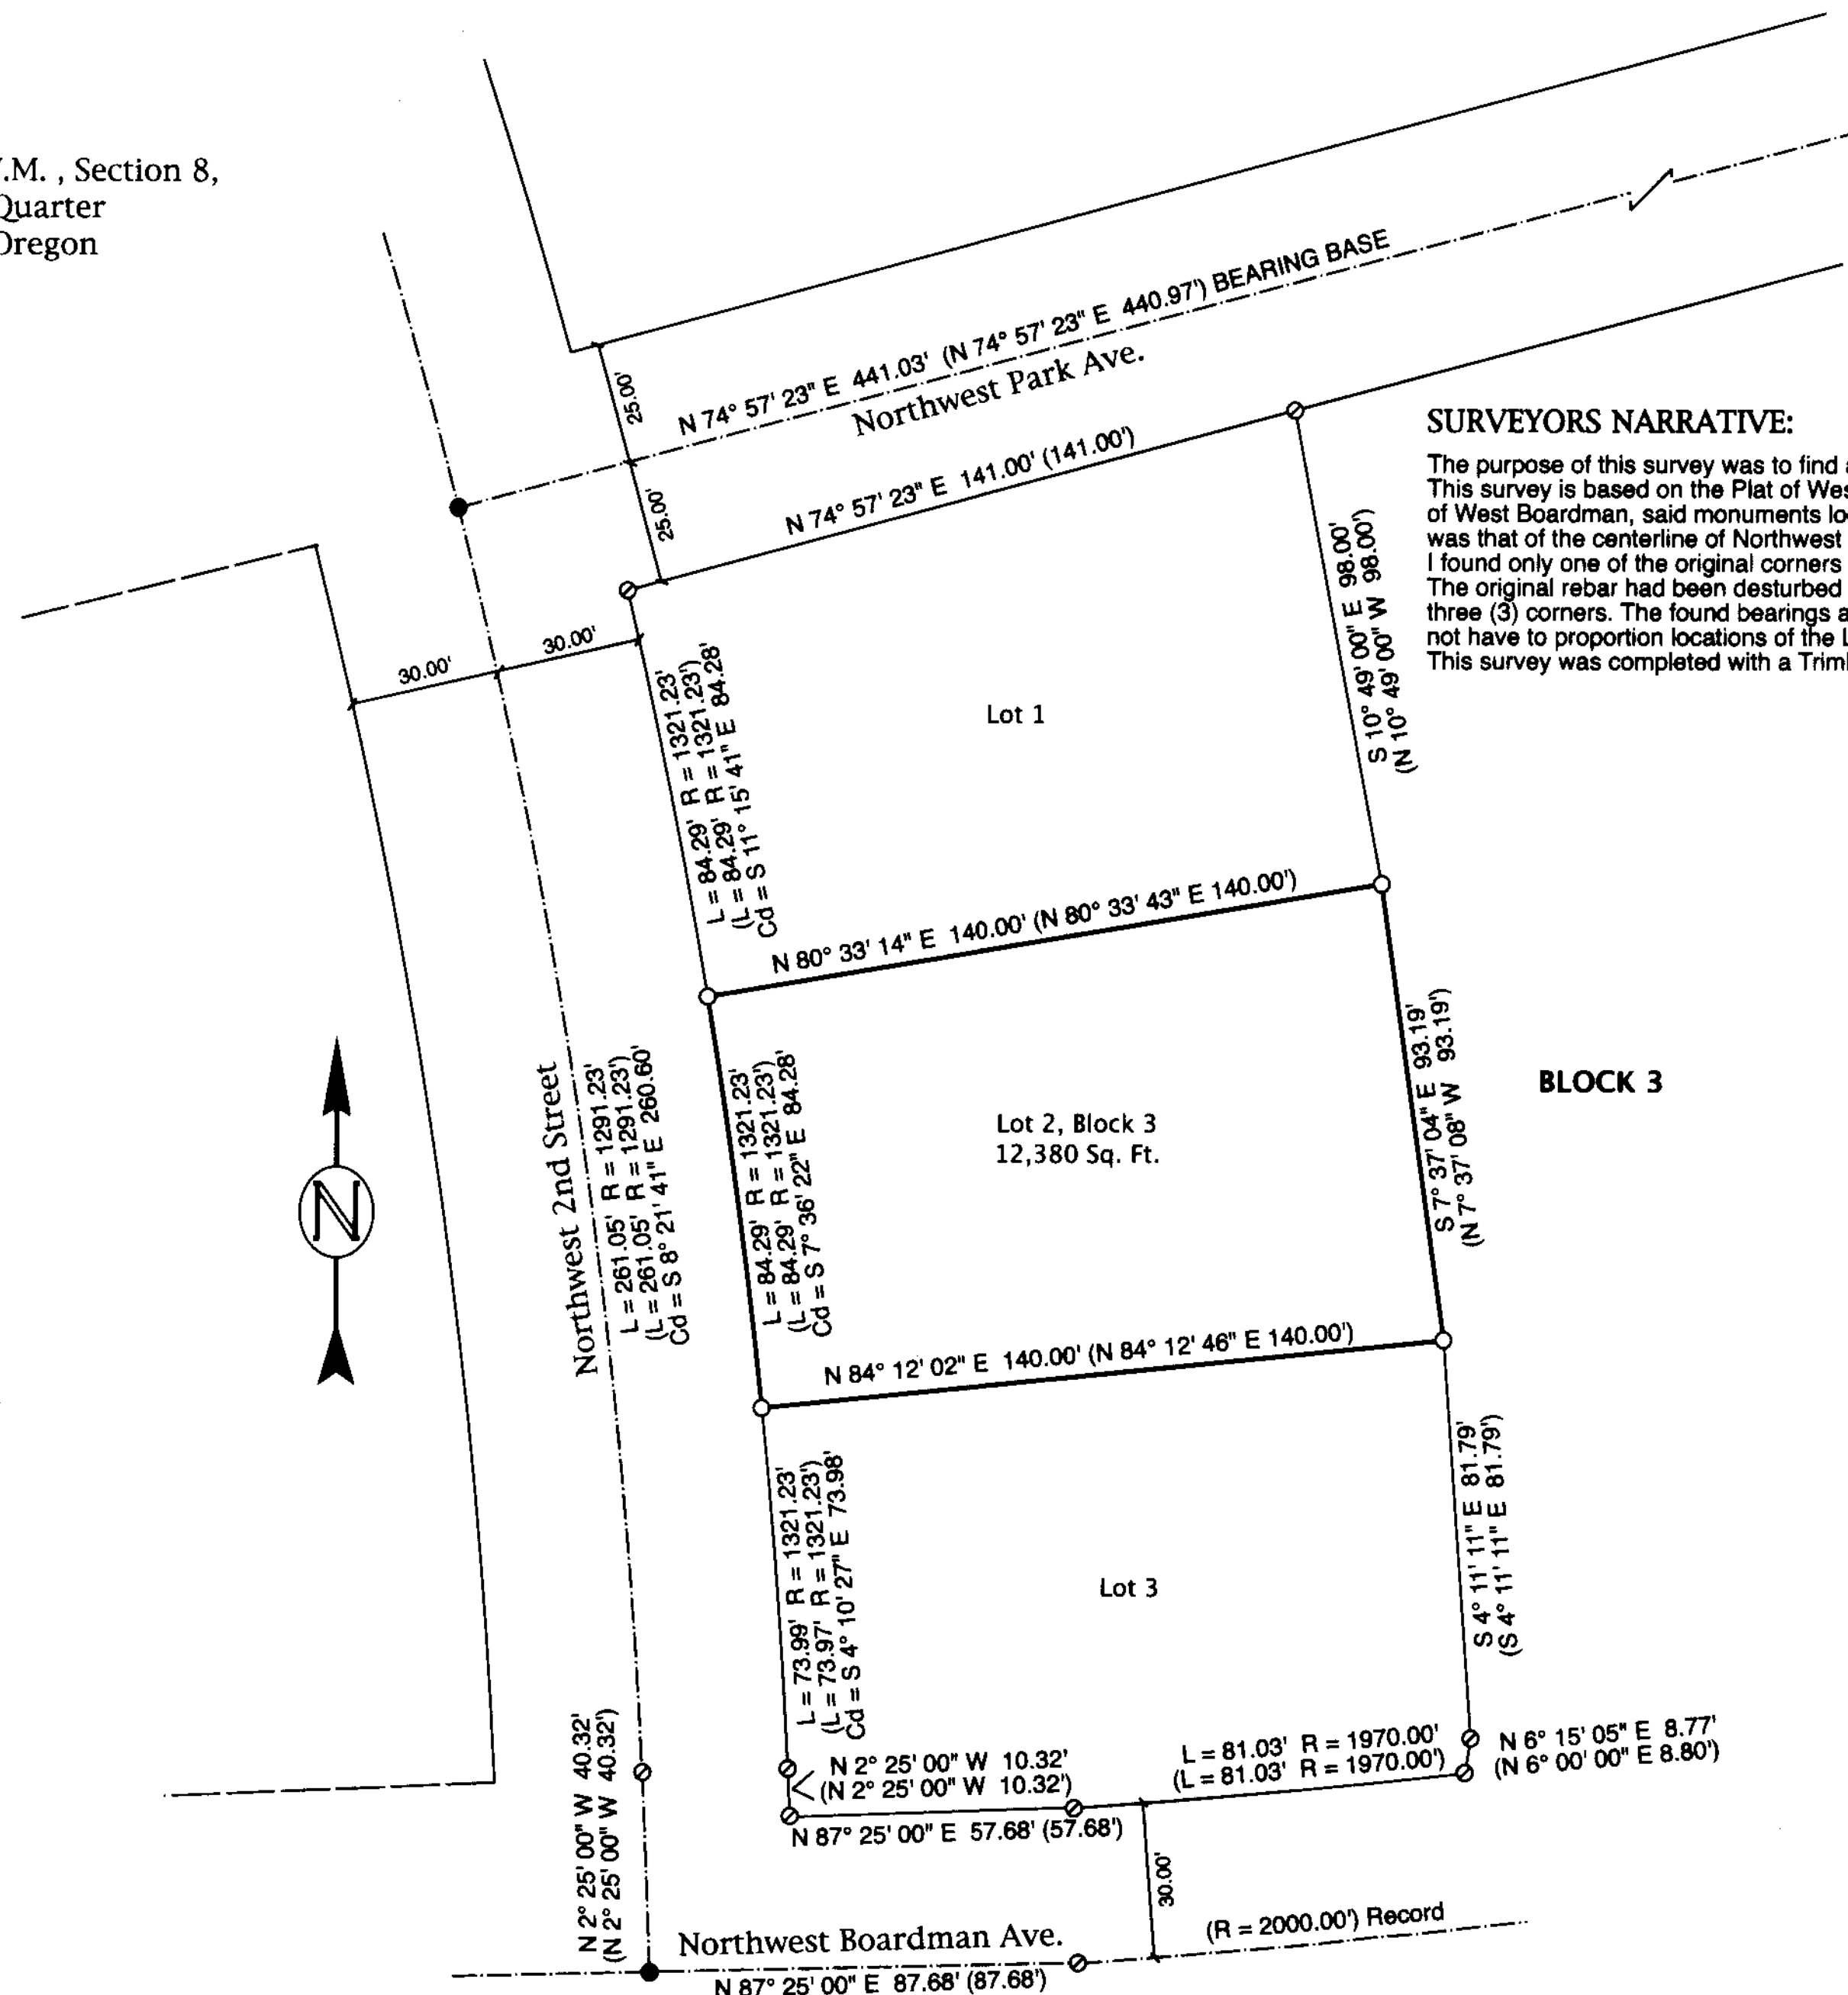 .M. , Section 8,
Quarter
Oregon
N 74° 57' 23" E 441.03' (N 74° 57' 23" E 440.97') BEARING BASE
Northwest Park Ave.
25.00'
25.00'
N 74° 57' 23" E 141.00' (141.00')
30.00'
30.00'
SURVEYORS NARRATIVE:
The purpose of this survey was to find
This survey is based on the Plat of
of West Boardman, said monuments
was that of the centerline of Northwest
I found only one of the original corners
The original rebar had been desturbed
three (3) corners. The found bearings
not have to proportion locations of the
This survey was completed with a
L = 84.29' R = 1321.23'
(L = 84.29' R = 1321.23')
Cd = S 11° 15' 41" E 84.28'
Lot 1
S 10° 49' 00" E 98.00'
(N 10° 49' 00" W 98.00')
N 80° 33' 14" E 140.00' (N 80° 33' 43" E 140.00')
Northwest 2nd Street
L = 261.05' R = 1291.23'
(L = 261.05' R = 1291.23')
Cd = S 8° 21' 41" E 260.60'
L = 84.29' R = 1321.23'
(L = 84.29' R = 1321.23')
Cd = S 7° 36' 22" E 84.28'
Lot 2, Block 3
12,380 Sq. Ft.
S 7° 37' 04" E 93.19'
(N 7° 37' 08" W 93.19')
BLOCK 3
N
N 84° 12' 02" E 140.00' (N 84° 12' 46" E 140.00')
L = 73.99' R = 1321.23'
(L = 73.97' R = 1321.23')
Cd = S 4° 10' 27" E 73.98'
Lot 3
S 4° 11' 11" E 81.79'
(S 4° 11' 11" E 81.79')
N 2° 25' 00" W 40.32'
(N 2° 25' 00" W 40.32')
N 2° 25' 00" W 10.32'
(N 2° 25' 00" W 10.32')
L = 81.03' R = 1970.00'
(L = 81.03' R = 1970.00')
N 6° 15' 05" E 8.77'
(N 6° 00' 00" E 8.80')
N 87° 25' 00" E 57.68' (57.68')
30.00'
Northwest Boardman Ave.
(R = 2000.00') Record
N 87° 25' 00" E 87.68' (87.68')